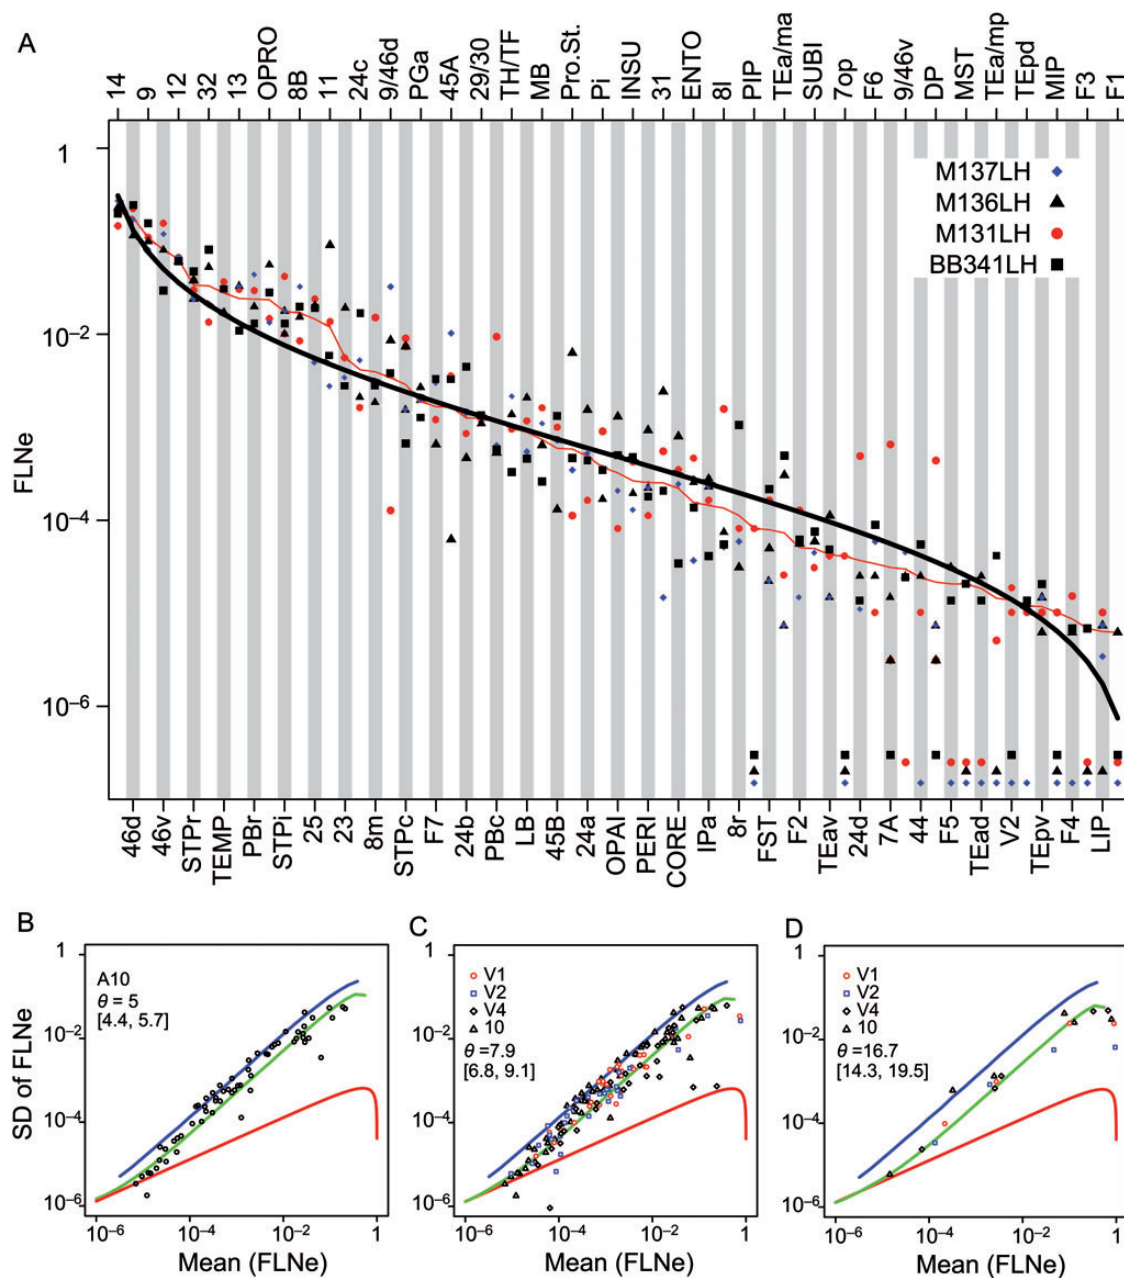 A
14 9 12 32 13 OPRO 8B 11 24c 9/46d PGa 45A 29/30 TH/TF MB Pro.St. Pi INSU 31 ENTO 8l PIP TEa/ma SUBI 7op F6 9/46v DP MST TEa/mp TEpd MIP F3 F1
1
10⁻²
10⁻⁴
10⁻⁶
FLNe
M137LH
M136LH
M131LH
BB341LH
46d 46v STPr TEMP PBr STPi 25 23 8m STPc F7 24b PBc LB 45B 24a OPAI PERI CORE IPa 8r FST F2 TEav 24d 7A 44 F5 TEad V2 TEpv F4 LIP
B
SD of FLNe
1
10⁻²
10⁻⁴
10⁻⁶
A10
θ = 5
[4.4, 5.7]
10⁻⁶ 10⁻⁴ 10⁻² 1
Mean (FLNe)
C
1
10⁻²
10⁻⁴
10⁻⁶
V1
V2
V4
10
θ =7.9
[6.8, 9.1]
10⁻⁶ 10⁻⁴ 10⁻² 1
Mean (FLNe)
D
1
10⁻²
10⁻⁴
10⁻⁶
V1
V2
V4
10
θ =16.7
[14.3, 19.5]
10⁻⁶ 10⁻⁴ 10⁻² 1
Mean (FLNe)